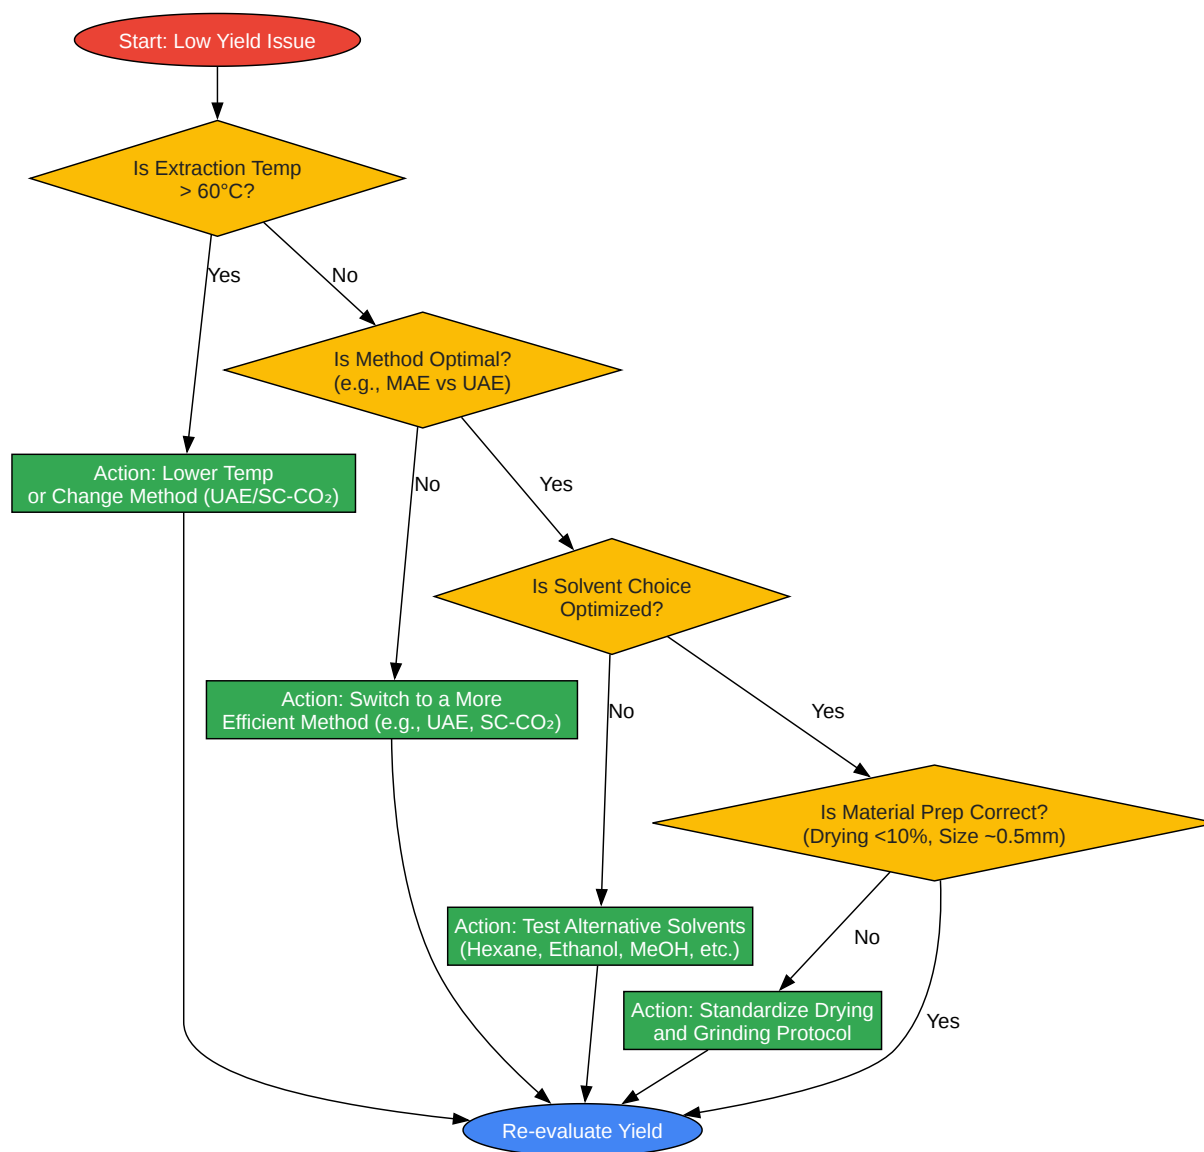 Start: Low Yield Issue
Is Extraction Temp
> 60°C?
Yes
No
Is Method Optimal?
(e.g., MAE vs UAE)
Action: Lower Temp
or Change Method (UAE/SC-CO₂)
No
Yes
Is Solvent Choice
Optimized?
Action: Switch to a More
Efficient Method (e.g., UAE, SC-CO₂)
No
Yes
Is Material Prep Correct?
(Drying <10%, Size ~0.5mm)
Action: Test Alternative Solvents
(Hexane, Ethanol, MeOH, etc.)
No
Action: Standardize Drying
and Grinding Protocol
Yes
Re-evaluate Yield